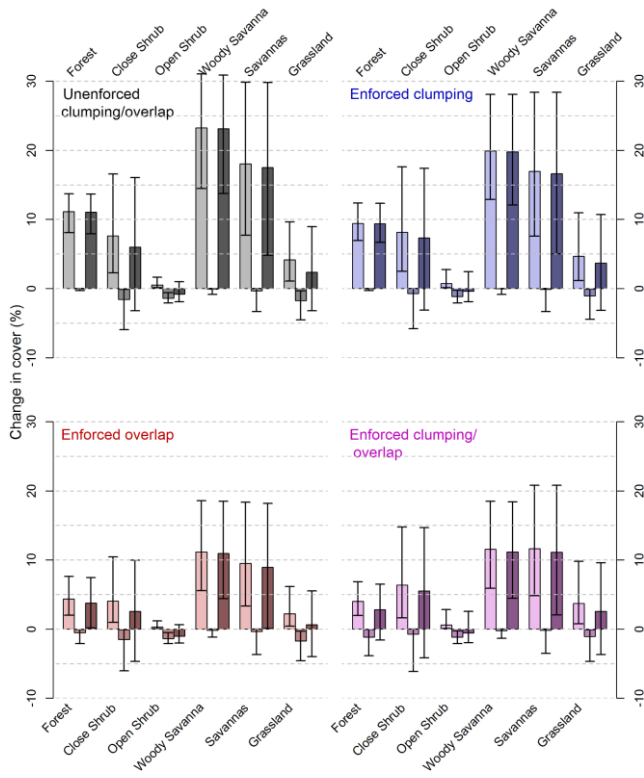 Forest
Close Shrub
Open Shrub
Woody Savanna
Savannas
Grassland
Forest
Close Shrub
Open Shrub
Woody Savanna
Savannas
Grassland
30
20
10
0
-10
Unenforced
clumping/overlap
Enforced clumping
30
20
10
0
-10
Change in cover (%)
30
20
10
0
-10
Enforced overlap
Enforced clumping/
overlap
30
20
10
0
-10
Forest
Close Shrub
Open Shrub
Woody Savanna
Savannas
Grassland
Forest
Close Shrub
Open Shrub
Woody Savanna
Savannas
Grassland